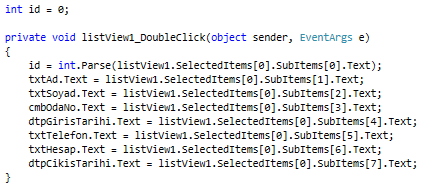 int id = 0;
private void listView1_DoubleClick(object sender, EventArgs e)
{
id = int.Parse(listView1.SelectedItems[0].SubItems[0].Text);
txtAd.Text = listView1.SelectedItems[0].SubItems[1].Text;
txtSoyad.Text = listView1.SelectedItems[0].SubItems[2].Text;
cmbOdaNo.Text = listView1.SelectedItems[0].SubItems[3].Text;
dtpGirisTarihi.Text = listView1.SelectedItems[0].SubItems[4].Text;
txtTelefon.Text = listView1.SelectedItems[0].SubItems[5].Text;
txtHesap.Text = listView1.SelectedItems[0].SubItems[6].Text;
dtpCikisTarihi.Text = listView1.SelectedItems[0].SubItems[7].Text;
}